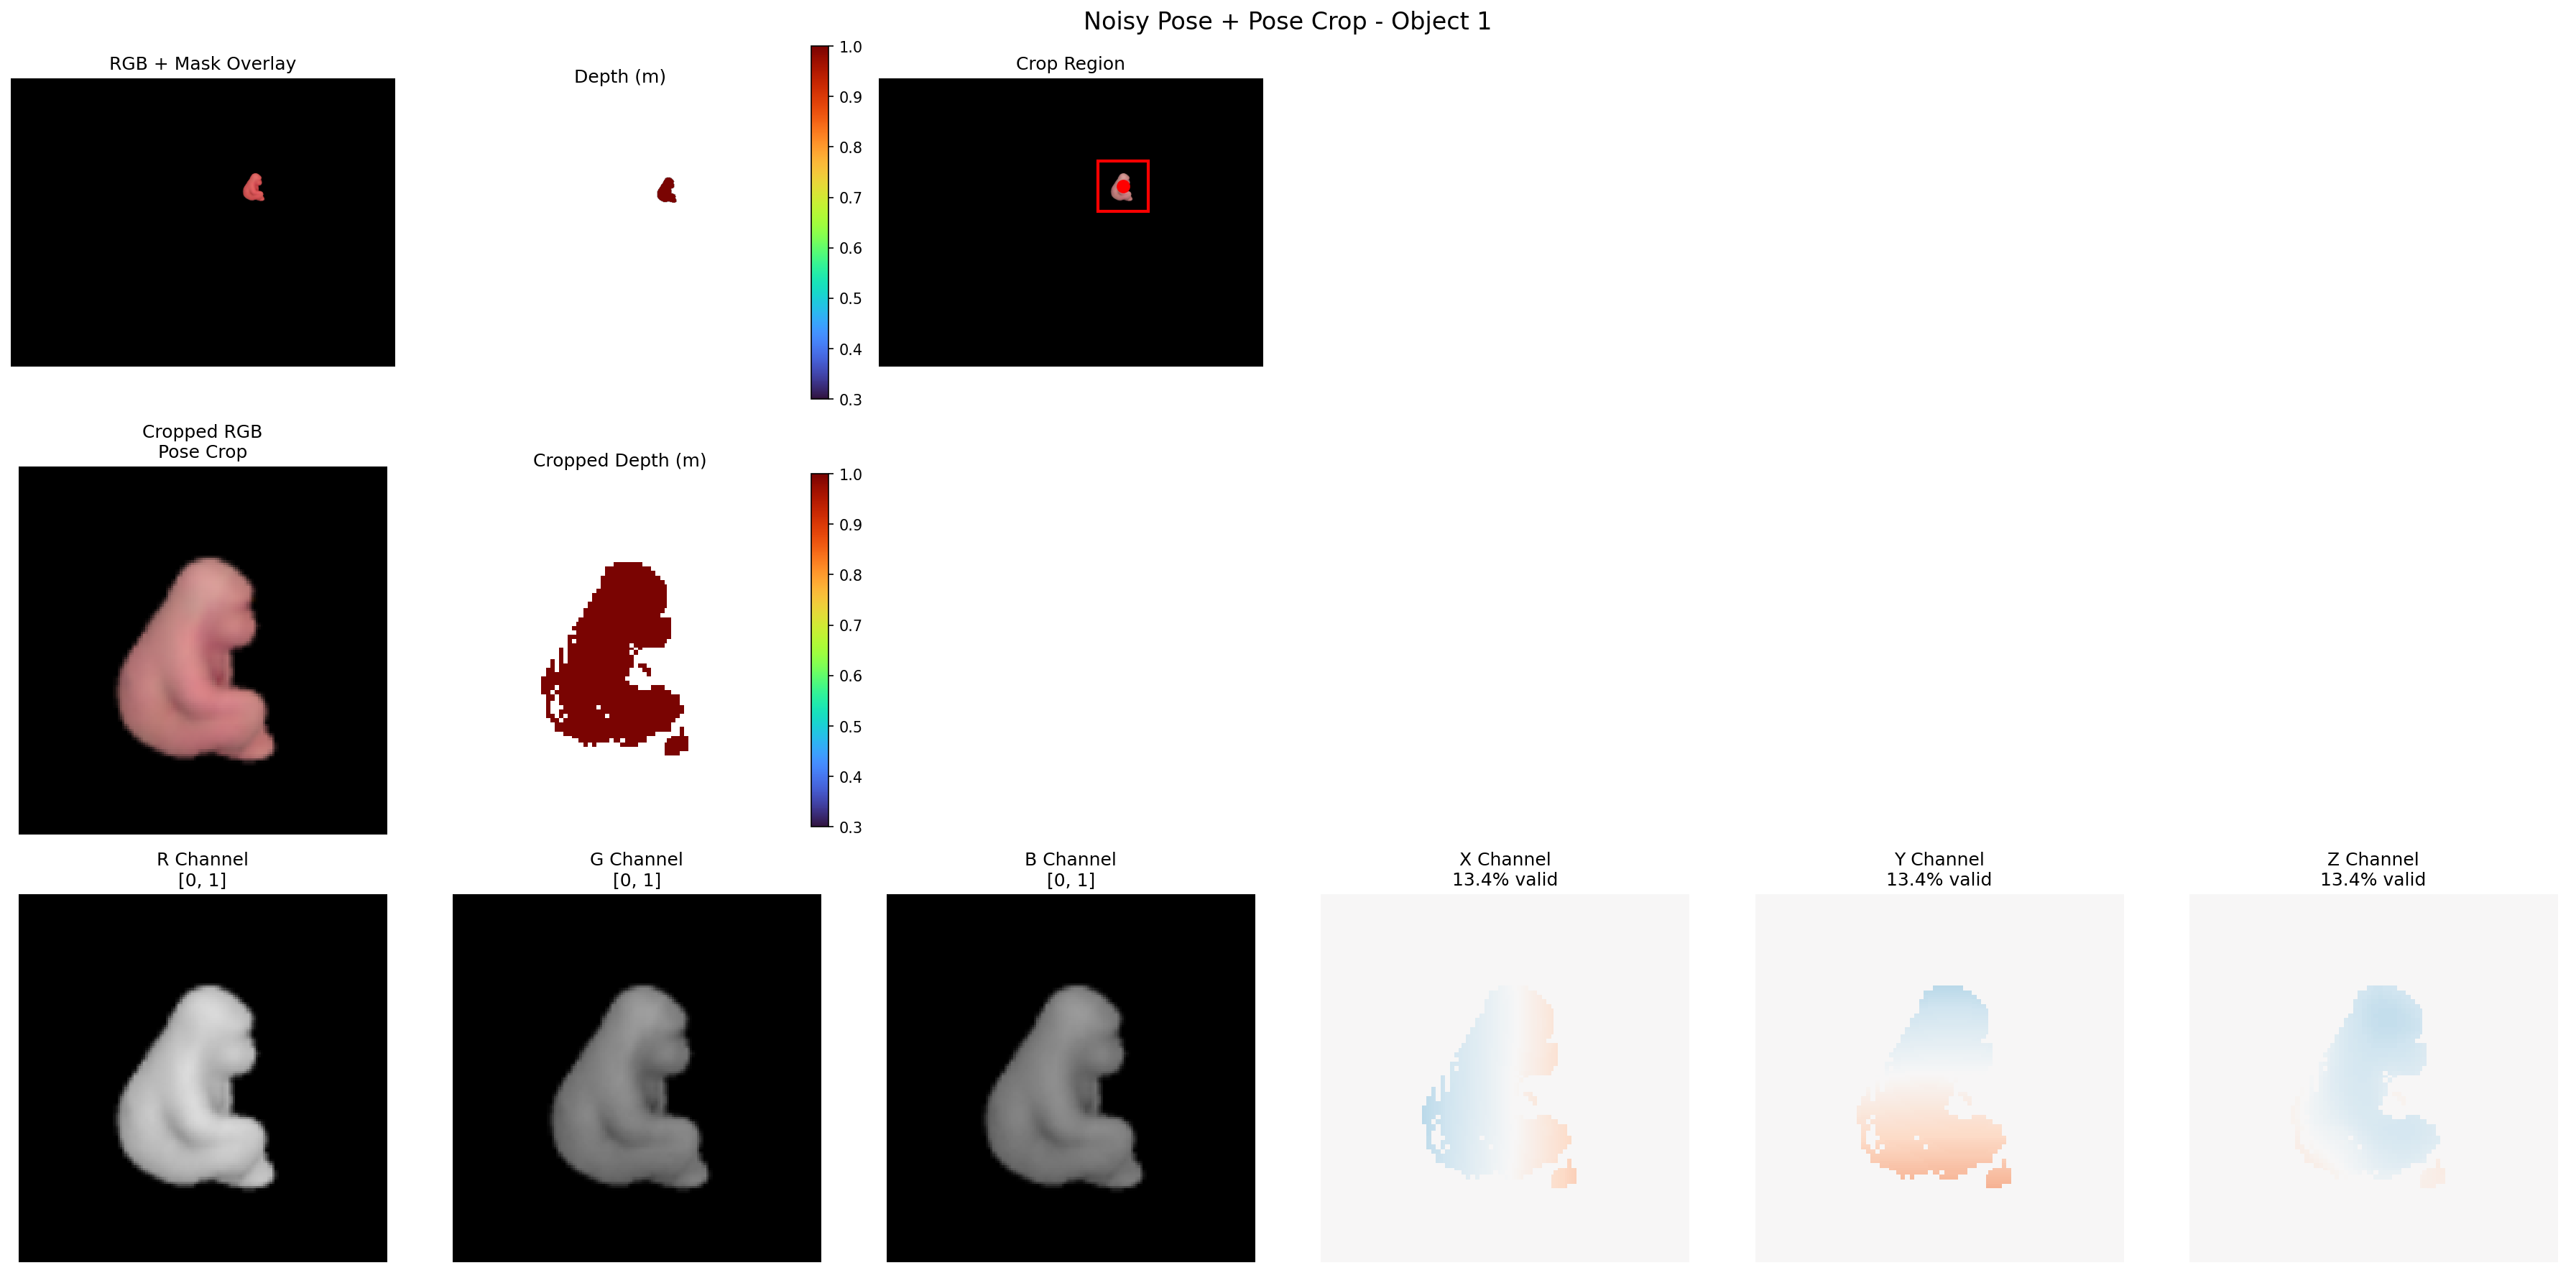 Noisy Pose + Pose Crop - Object 1
RGB + Mask Overlay
Depth (m)
1.0
0.9
0.8
0.7
0.6
0.5
0.4
0.3
Crop Region
Cropped RGB
Pose Crop
Cropped Depth (m)
1.0
0.9
0.8
0.7
0.6
0.5
0.4
0.3
R Channel
[0, 1]
G Channel
[0, 1]
B Channel
[0, 1]
X Channel
13.4% valid
Y Channel
13.4% valid
Z Channel
13.4% valid